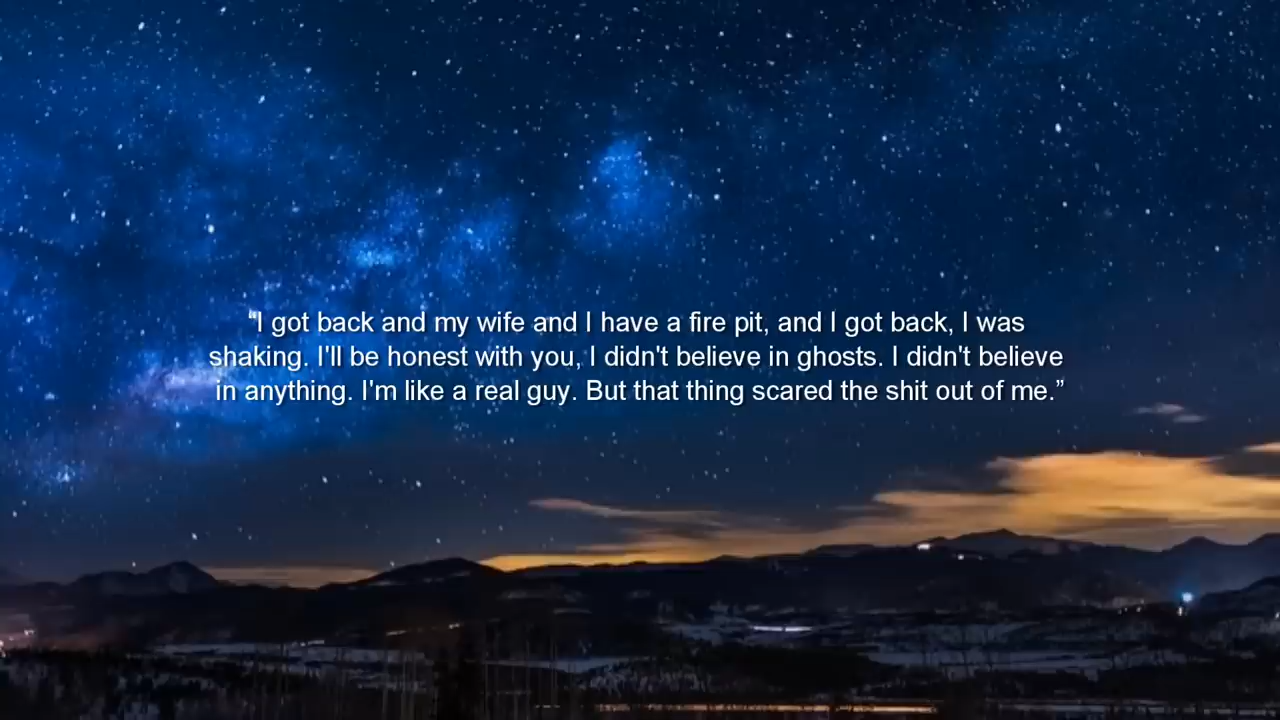 “I got back and my wife and I have a fire pit, and I got back, I was
shaking. I'll be honest with you, I didn't believe in ghosts. I didn't believe
in anything. I'm like a real guy. But that thing scared the shit out of me.”